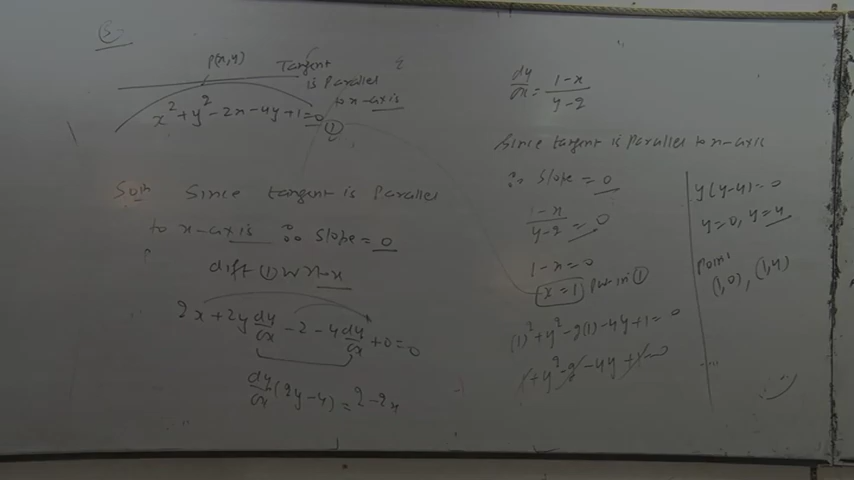 ②
P(x,y) Tangent
is Parallel
to x-axis
x²+y²-2x-4y+1=0 ①
Soln Since tangent is Parallel
to x-axis ∴ Slope = 0
diff ① w r to x
2x+2y dy/dx -2-4 dy/dx +0=0
dy/dx (2y-4) = 2-2x
dy/dx = 1-x/y-2
Since tangent is Parallel to x-axis
∴ Slope = 0
1-x/y-2 = 0
1-x=0
x=1 Put in ①
(1)²+y²-2(1)-4y+1=0
1+y²-2-4y+1=0
y(y-4)=0
y=0, y=4
Point
(1,0), (1,4)